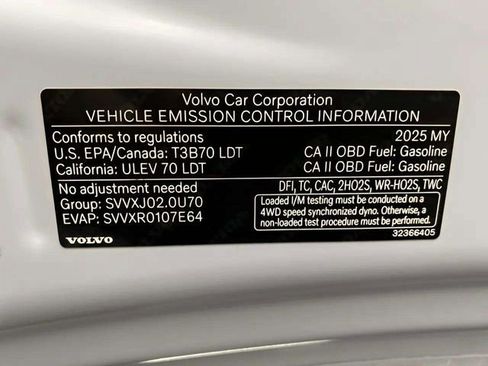 Volvo Car Corporation
VEHICLE EMISSION CONTROL INFORMATION
Conforms to regulations 2025 MY
U.S. EPA/Canada: T3B70 LDT CA II OBD Fuel: Gasoline
California: ULEV 70 LDT CA II OBD Fuel: Gasoline
No adjustment needed DFI, TC, CAC, 2HO2S, WR-HO2S, TWC
Group: SVVXJ02.0U70
EVAP: SVVXR0107E64
Loaded I/M testing must be conducted on a
4WD speed synchronized dyno. Otherwise, a
non-loaded test procedure must be used.
VOLVO 32366405